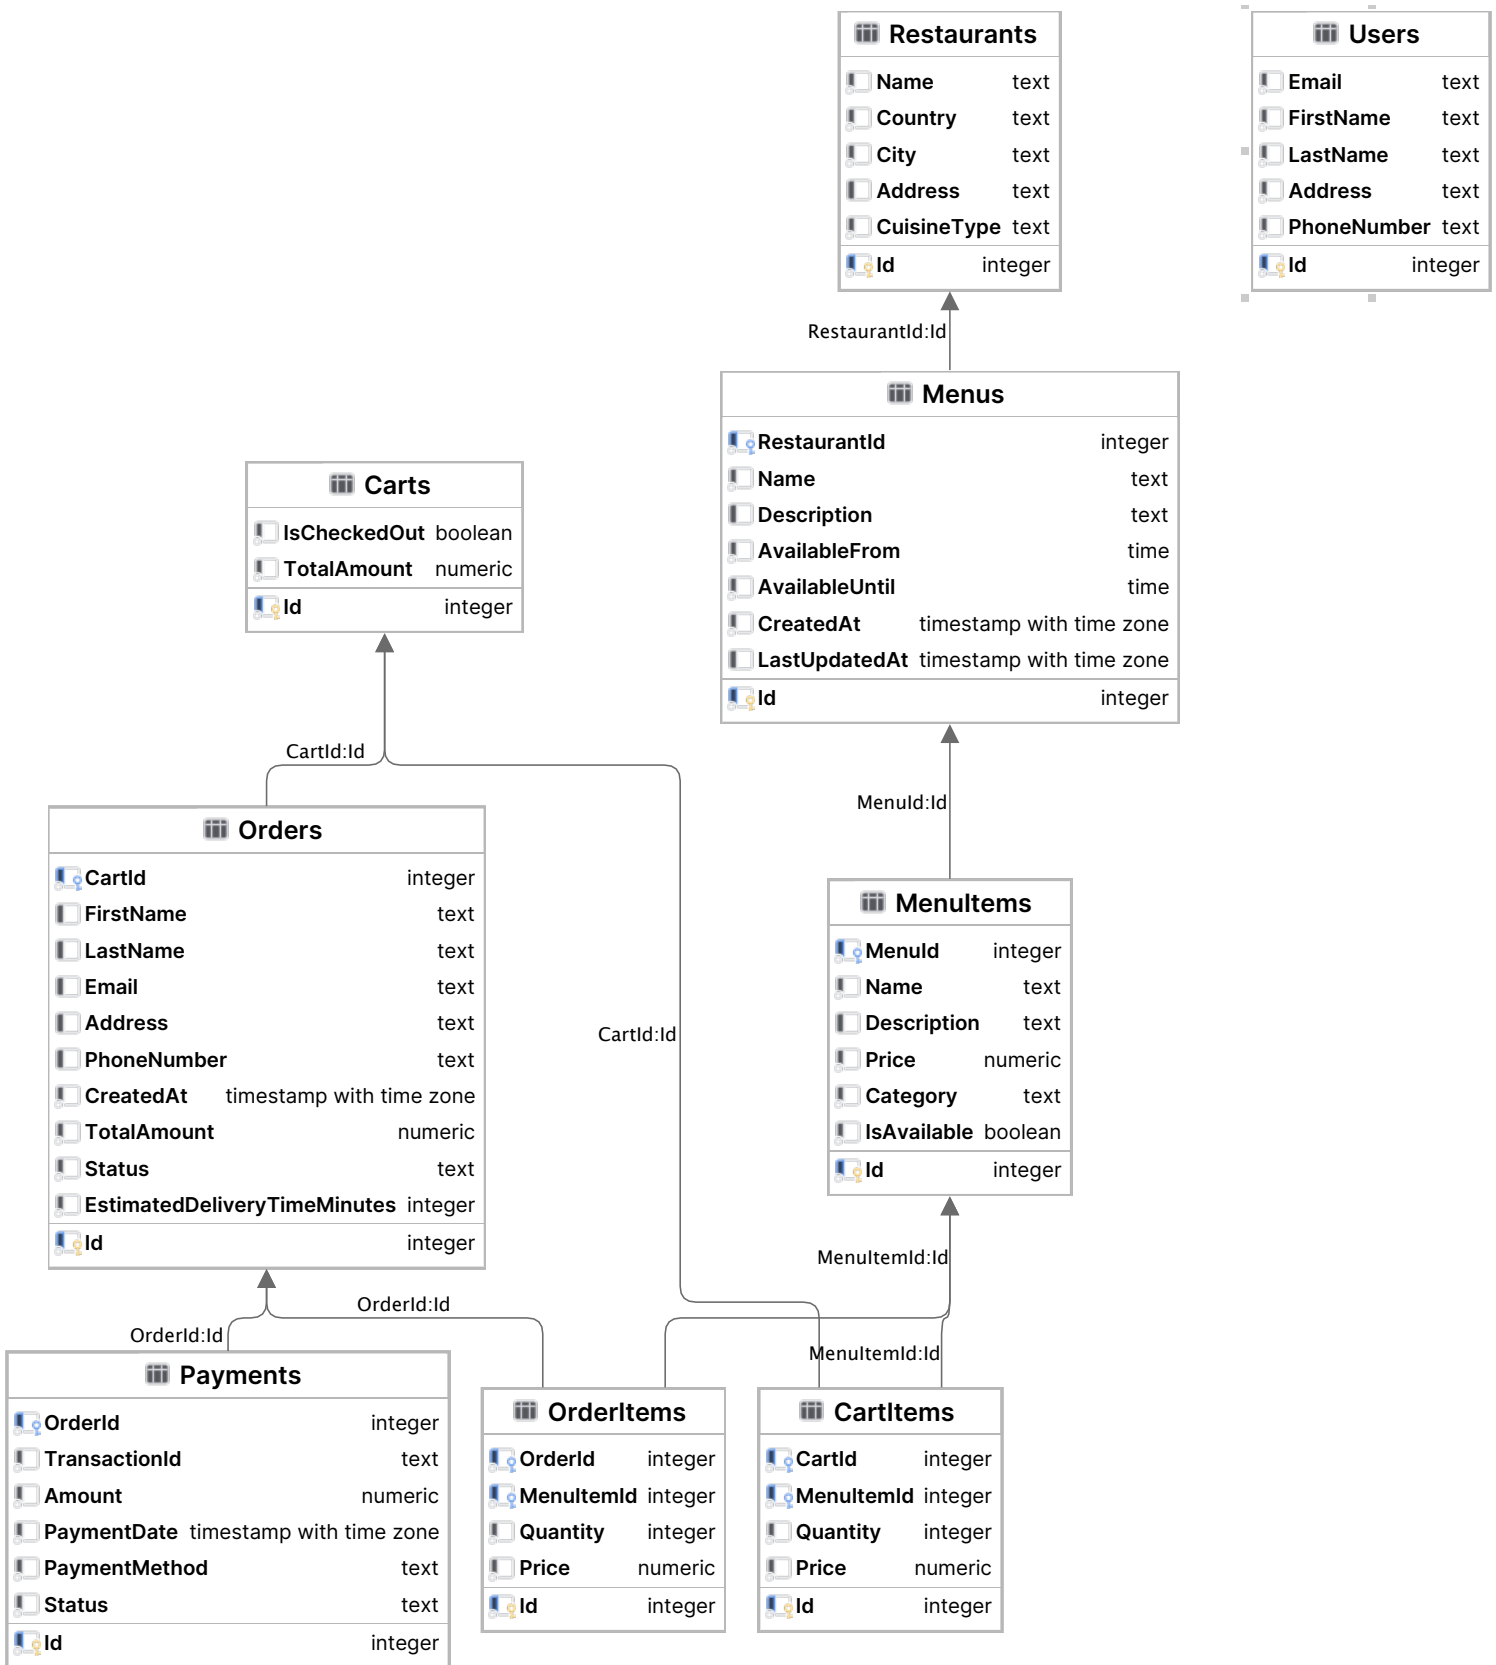 Restaurants
Name text
Country text
City text
Address text
CuisineType text
Id integer
Users
Email text
FirstName text
LastName text
Address text
PhoneNumber text
Id integer
RestaurantId:Id
Menus
RestaurantId integer
Name text
Description text
AvailableFrom time
AvailableUntil time
CreatedAt timestamp with time zone
LastUpdatedAt timestamp with time zone
Id integer
Carts
IsCheckedOut boolean
TotalAmount numeric
Id integer
CartId:Id
MenuId:Id
Orders
CartId integer
FirstName text
LastName text
Email text
Address text
PhoneNumber text
CreatedAt timestamp with time zone
TotalAmount numeric
Status text
EstimatedDeliveryTimeMinutes integer
Id integer
CartId:Id
MenuItems
MenuId integer
Name text
Description text
Price numeric
Category text
IsAvailable boolean
Id integer
MenuItemId:Id
OrderId:Id
OrderId:Id
MenuItemId:Id
Payments
OrderId integer
TransactionId text
Amount numeric
PaymentDate timestamp with time zone
PaymentMethod text
Status text
Id integer
OrderItems
OrderId integer
MenuItemId integer
Quantity integer
Price numeric
Id integer
CartItems
CartId integer
MenuItemId integer
Quantity integer
Price numeric
Id integer